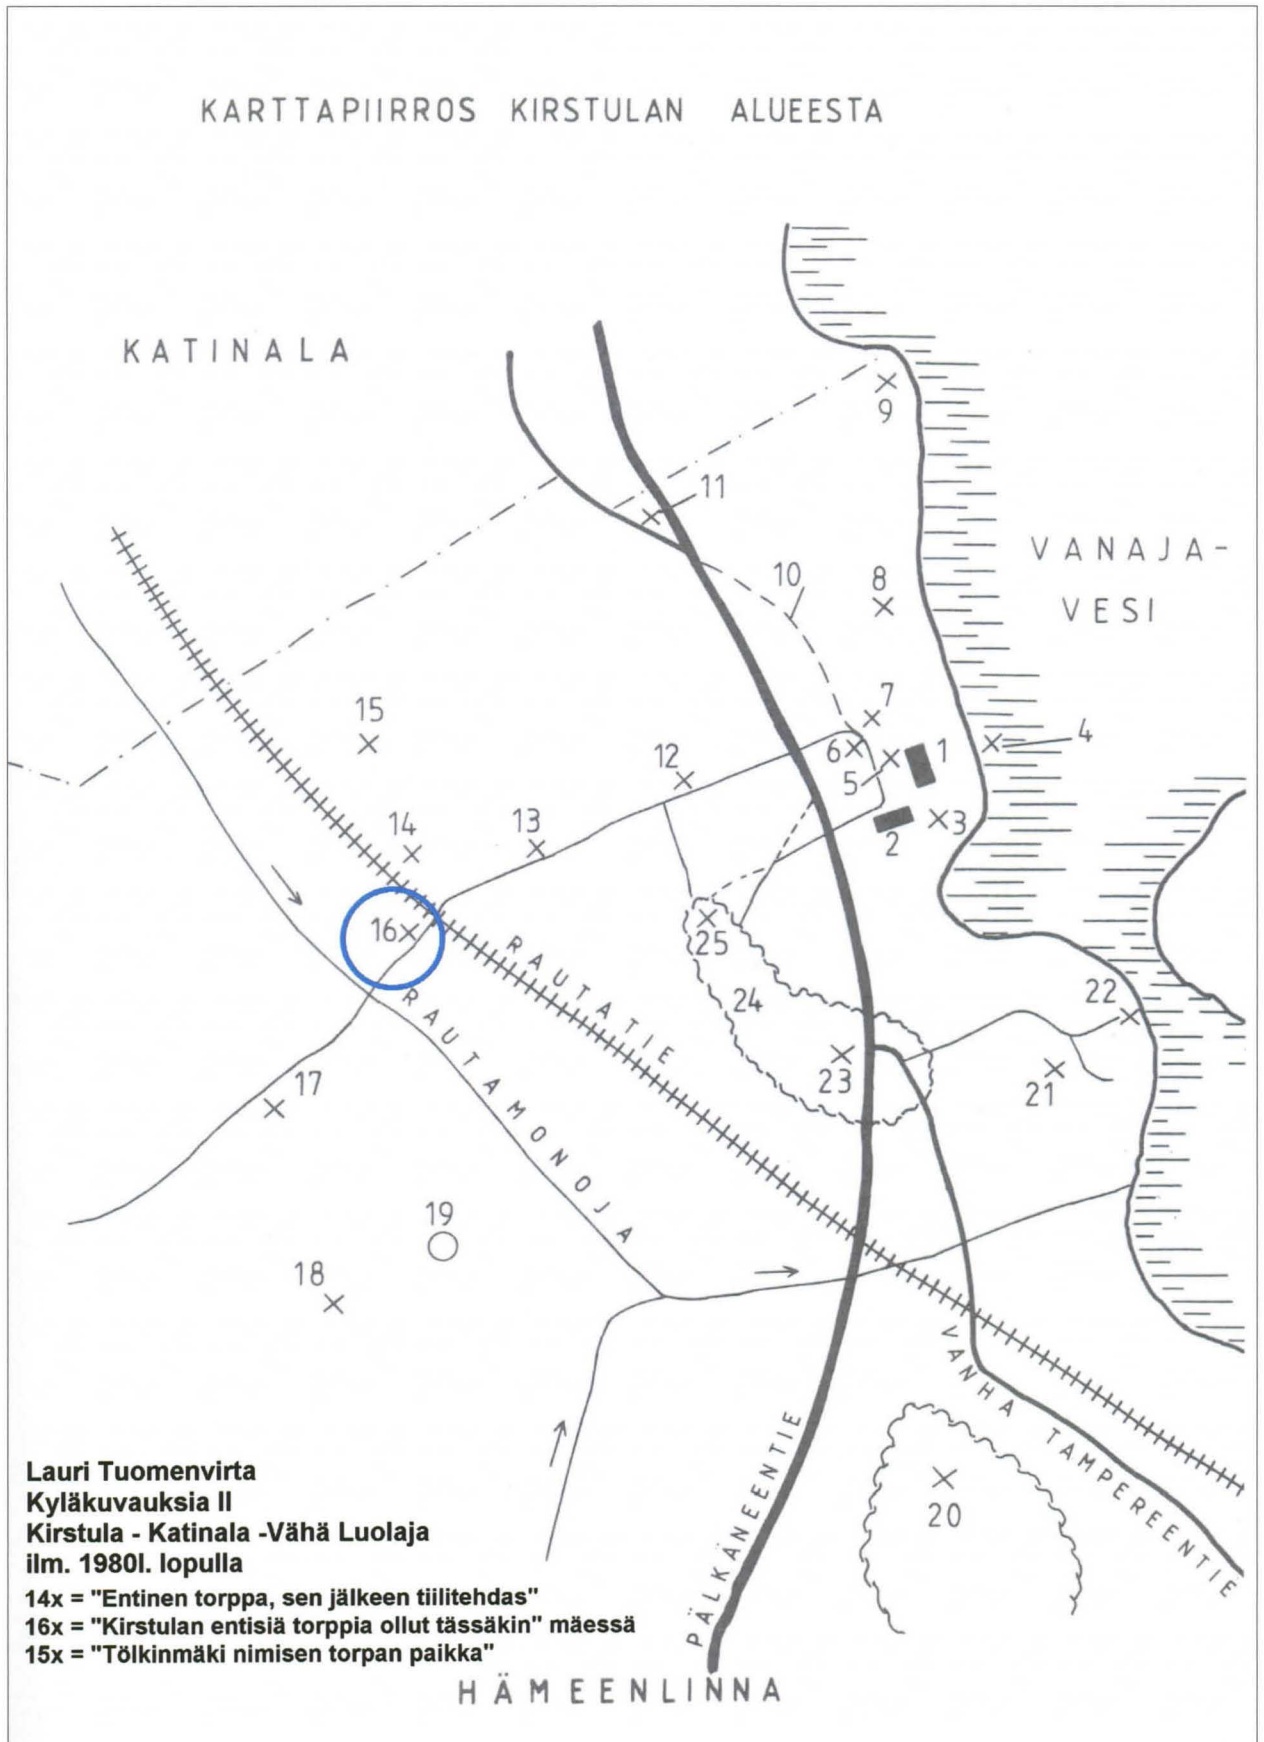 KARTTAPIIRROS KIRSTULAN ALUEESTA
KATINALA
9
11
VANAJA-
VESI
10
8
15
7
4
12
6
1
5
14
13
3
2
16
25
RAUTATIE
24
22
RAUTAMONOJA
23
21
17
19
18
VANHA TAMPEREENTIE
20
PÄLKÄNEENTIE
Lauri Tuomenvirta
Kyläkuvauksia II
Kirstula - Katinala -Vähä Luolaja
ilm. 1980l. lopulla
14x = "Entinen torppa, sen jälkeen tiilitehdas"
16x = "Kirstulan entisiä torppia ollut tässäkin" mäessä
15x = "Tölkinmäki nimisen torpan paikka"
HÄMEENLINNA